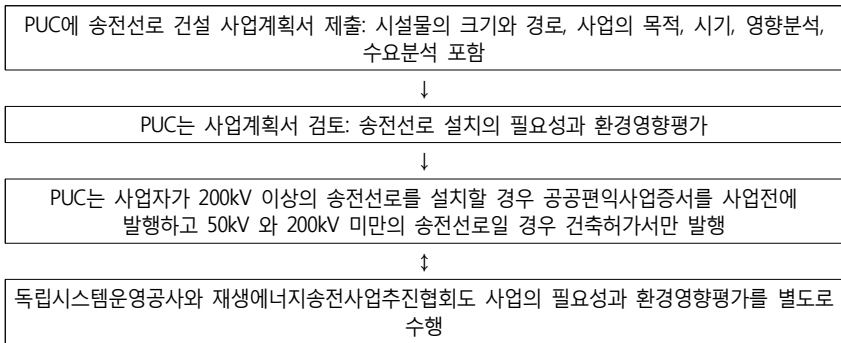 PUC에 송전선로 건설 사업계획서 제출: 시설물의 크기와 경로, 사업의 목적, 시기, 영향분석,
수요분석 포함
↓
PUC는 사업계획서 검토: 송전선로 설치의 필요성과 환경영향평가
↓
PUC는 사업자가 200kV 이상의 송전선로를 설치할 경우 공공편익사업증서를 사업전에
발행하고 50kV 와 200kV 미만의 송전선로일 경우 건축허가서만 발행
↕
독립시스템운영공사와 재생에너지송전사업추진협회도 사업의 필요성과 환경영향평가를 별도로
수행